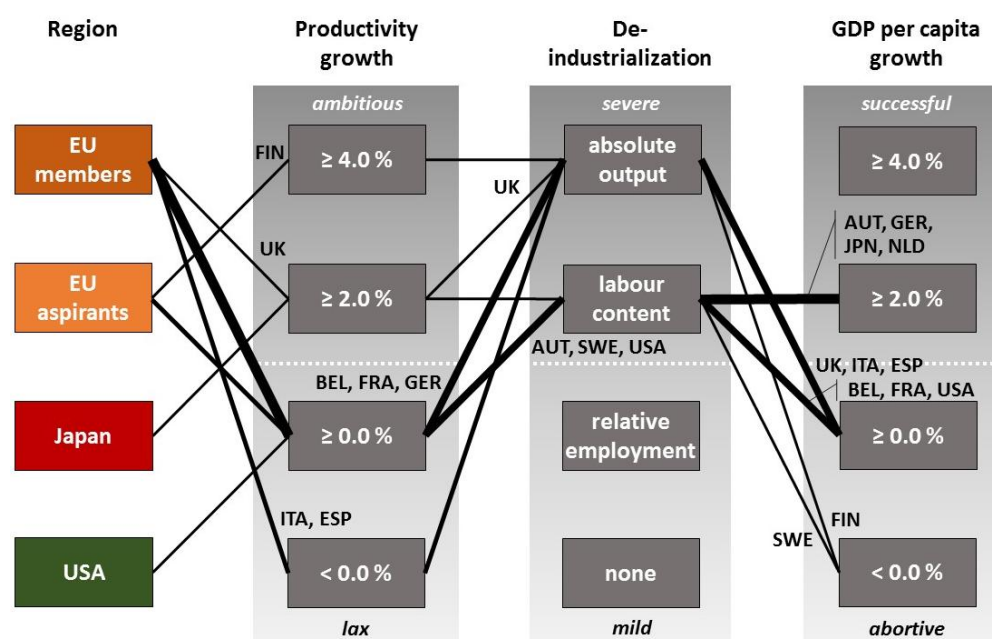 Region
Productivity
growth
De-
industrialization
GDP per capita
growth
ambitious
severe
successful
EU
members
FIN
≥ 4.0 %
UK
absolute
output
≥ 4.0 %
AUT, GER,
JPN, NLD
UK
EU
aspirants
≥ 2.0 %
labour
content
≥ 2.0 %
AUT, SWE, USA
UK, ITA, ESP
BEL, FRA, GER
BEL, FRA, USA
Japan
≥ 0.0 %
relative
employment
≥ 0.0 %
ITA, ESP
FIN
SWE
USA
< 0.0 %
none
< 0.0 %
lax
mild
abortive